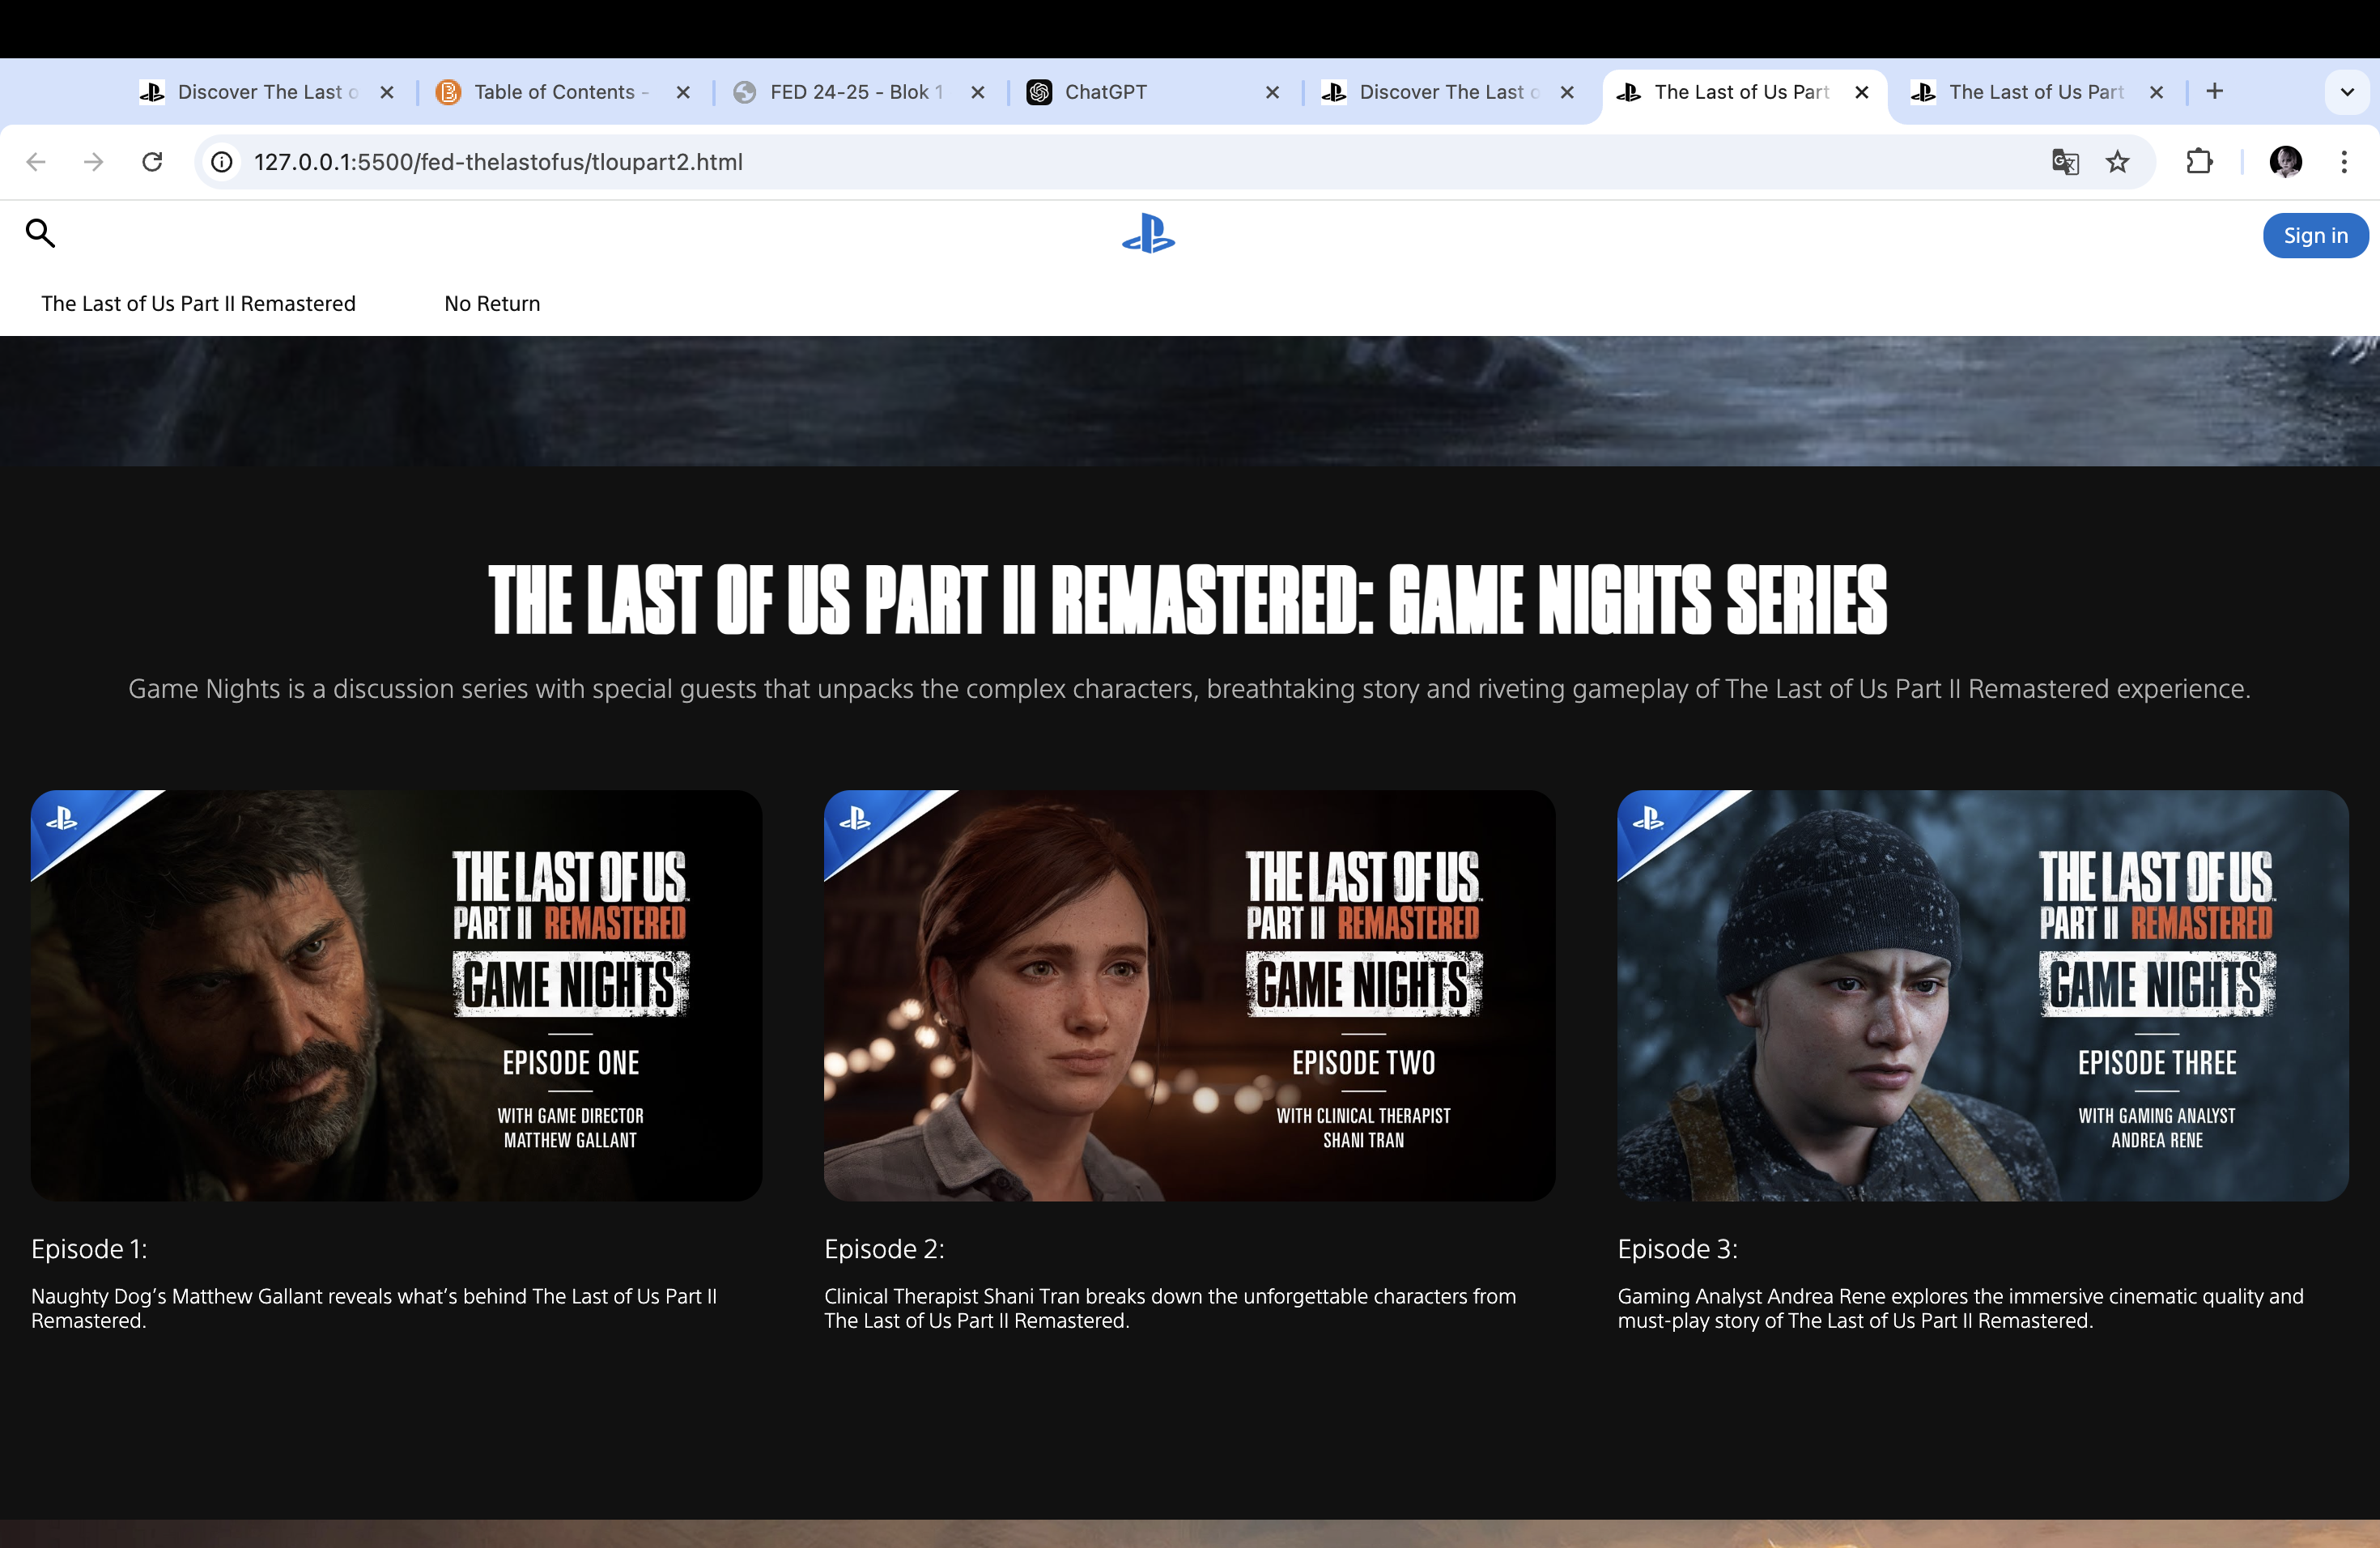 Discover The Last o
Table of Contents -
FED 24-25 - Blok 1
ChatGPT
Discover The Last o
The Last of Us Part
The Last of Us Part
127.0.0.1:5500/fed-thelastofus/tloupart2.html
Sign in
The Last of Us Part II Remastered
No Return
THE LAST OF US PART II REMASTERED: GAME NIGHTS SERIES
Game Nights is a discussion series with special guests that unpacks the complex characters, breathtaking story and riveting gameplay of The Last of Us Part II Remastered experience.
THE LAST OF US
PART II REMASTERED
GAME NIGHTS
EPISODE ONE
WITH GAME DIRECTOR
MATTHEW GALLANT
Episode 1:
Naughty Dog’s Matthew Gallant reveals what’s behind The Last of Us Part II
Remastered.
THE LAST OF US
PART II REMASTERED
GAME NIGHTS
EPISODE TWO
WITH CLINICAL THERAPIST
SHANI TRAN
Episode 2:
Clinical Therapist Shani Tran breaks down the unforgettable characters from
The Last of Us Part II Remastered.
THE LAST OF US
PART II REMASTERED
GAME NIGHTS
EPISODE THREE
WITH GAMING ANALYST
ANDREA RENE
Episode 3:
Gaming Analyst Andrea Rene explores the immersive cinematic quality and
must-play story of The Last of Us Part II Remastered.